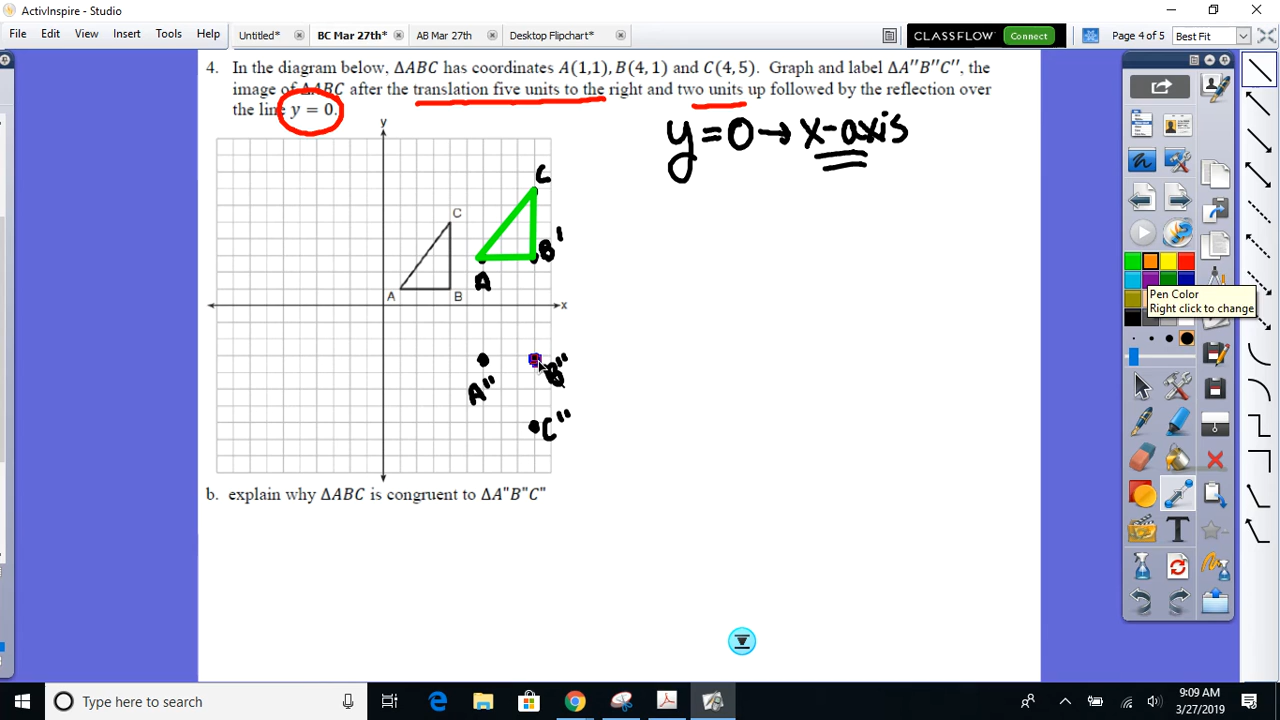 ActivInspire - Studio
File Edit View Insert Tools Help
Untitled* BC Mar 27th* AB Mar 27th Desktop Flipchart*
CLASSFLOW Connect
Page 4 of 5 Best Fit
4. In the diagram below, ΔABC has coordinates A(1,1), B(4, 1) and C(4,5). Graph and label ΔA″B″C″, the
image of ΔABC after the translation five units to the right and two units up followed by the reflection over
the line y = 0.
y = 0 → x-axis
y
C
C
B'
A
A B
x
A"
B"
C"
b. explain why ΔABC is congruent to ΔA"B"C"
Pen Color
Right click to change
T
Type here to search
9:09 AM
3/27/2019